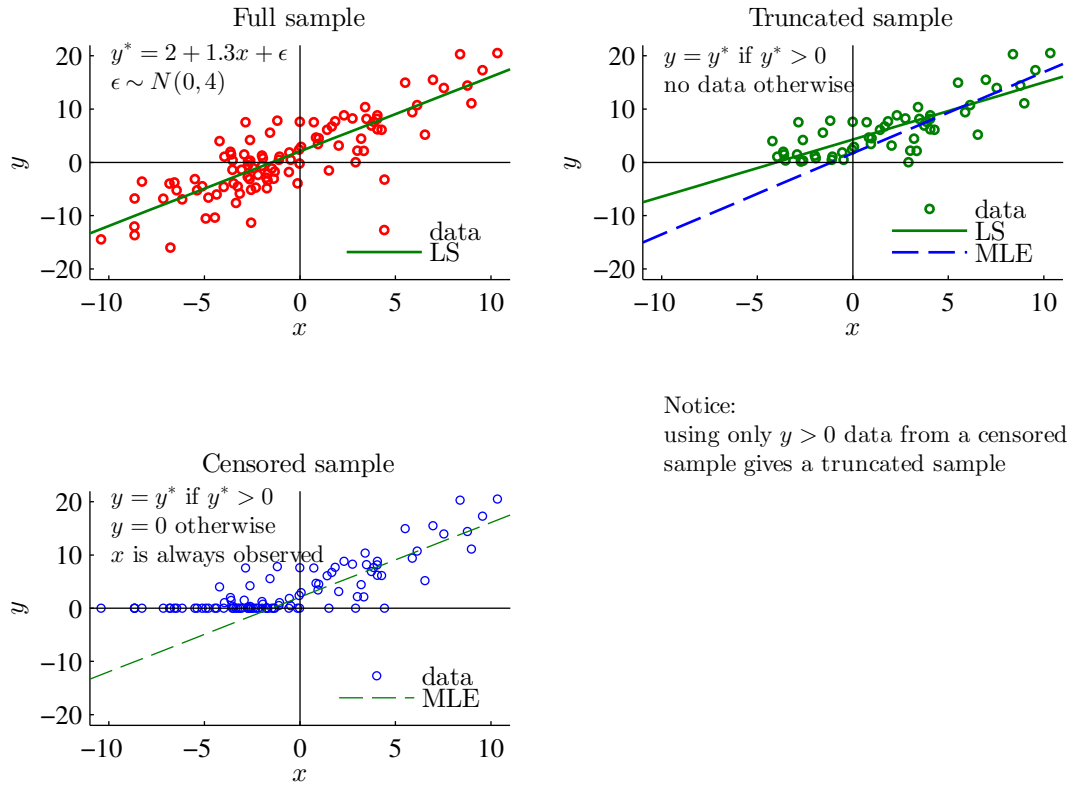 Full sample
y* = 2 + 1.3x + ϵ
ϵ ∼ N(0, 4)
20
10
0
−10
−20
y
data
LS
−10 −5 0 5 10
x
Truncated sample
y = y* if y* > 0
no data otherwise
20
10
0
−10
−20
y
data
LS
MLE
−10 −5 0 5 10
x
Censored sample
y = y* if y* > 0
y = 0 otherwise
x is always observed
20
10
0
−10
−20
y
data
MLE
−10 −5 0 5 10
x
Notice:
using only y > 0 data from a censored
sample gives a truncated sample